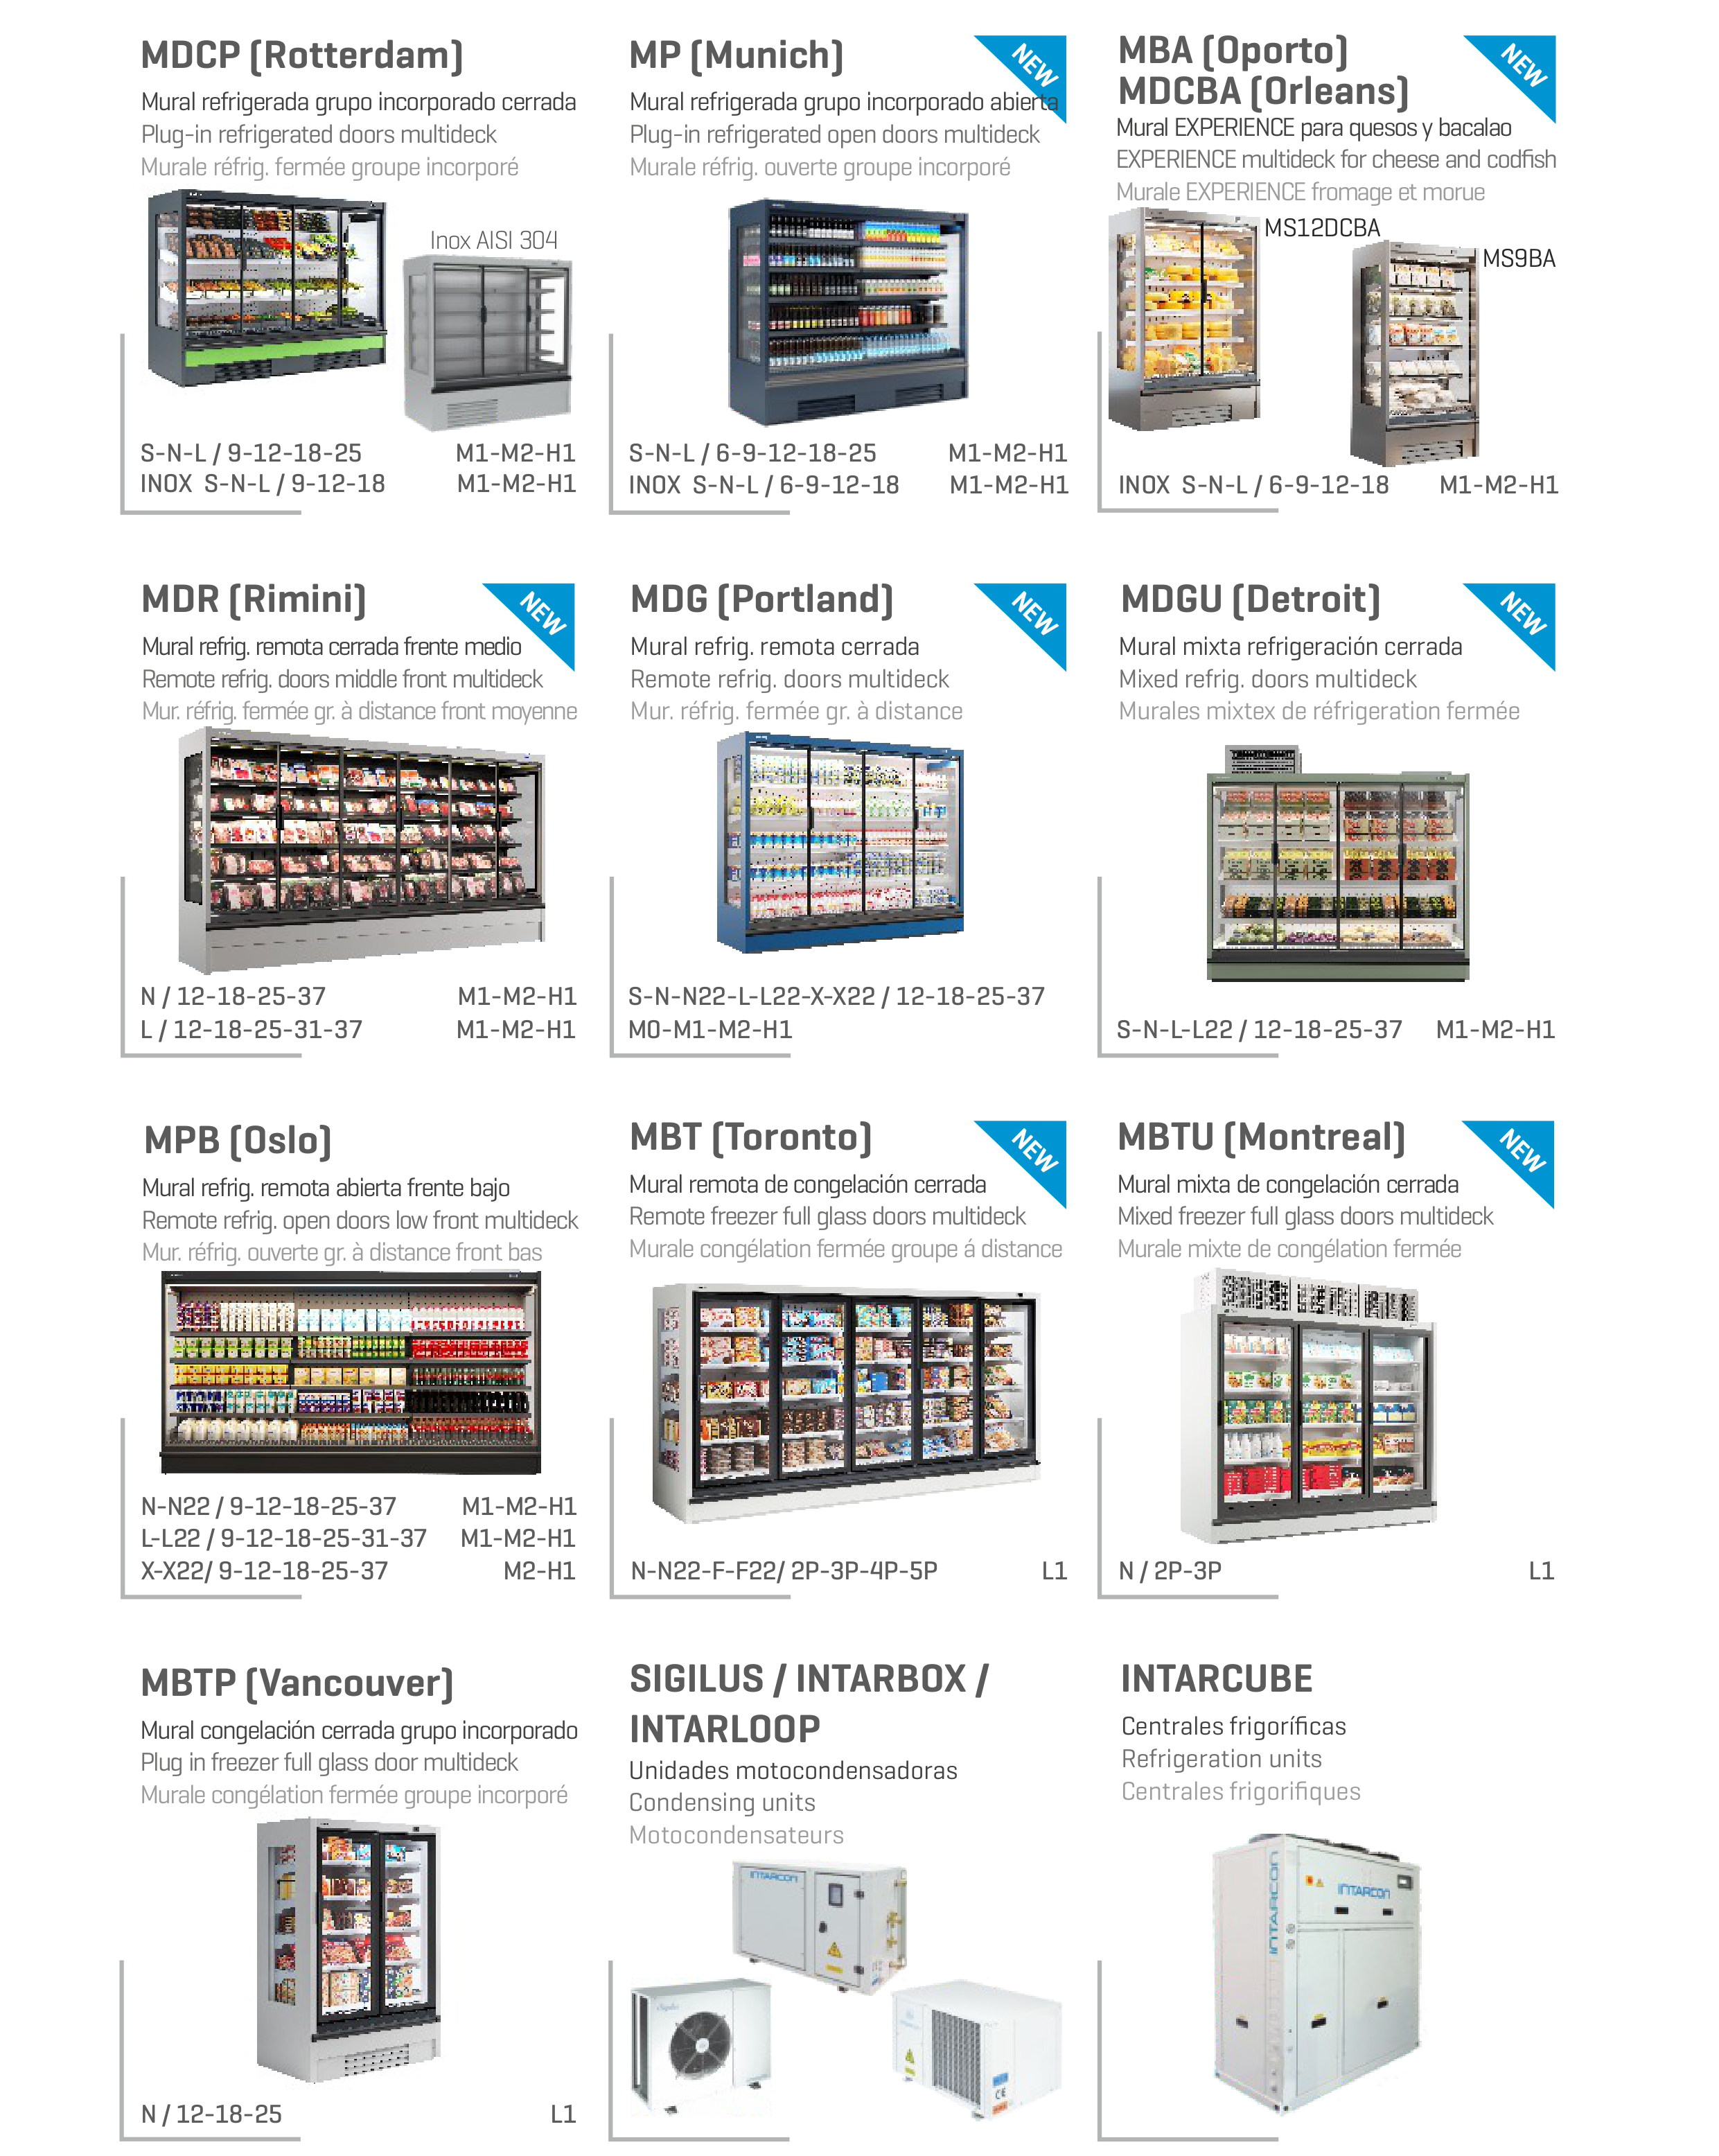 MDCP (Rotterdam)
Mural refrigerada grupo incorporado cerrada
Plug-in refrigerated doors multideck
Murale réfrig. fermée groupe incorporé
Inox AISI 304
S-N-L / 9-12-18-25 M1-M2-H1
INOX S-N-L / 9-12-18 M1-M2-H1
MP (Munich)
NEW
Mural refrigerada grupo incorporado abierta
Plug-in refrigerated open doors multideck
Murale réfrig. ouverte groupe incorporé
S-N-L / 6-9-12-18-25 M1-M2-H1
INOX S-N-L / 6-9-12-18 M1-M2-H1
MBA (Oporto)
MDCBA (Orleans)
NEW
Mural EXPERIENCE para quesos y bacalao
EXPERIENCE multideck for cheese and codfish
Murale EXPERIENCE fromage et morue
MS12DCBA
MS9BA
INOX S-N-L / 6-9-12-18 M1-M2-H1
MDR (Rimini)
NEW
Mural refrig. remota cerrada frente medio
Remote refrig. doors middle front multideck
Mur. réfrig. fermée gr. à distance front moyenne
N / 12-18-25-37 M1-M2-H1
L / 12-18-25-31-37 M1-M2-H1
MDG (Portland)
NEW
Mural refrig. remota cerrada
Remote refrig. doors multideck
Mur. réfrig. fermée gr. à distance
S-N-N22-L-L22-X-X22 / 12-18-25-37
M0-M1-M2-H1
MDGU (Detroit)
NEW
Mural mixta refrigeración cerrada
Mixed refrig. doors multideck
Murales mixtex de réfrigeration fermée
S-N-L-L22 / 12-18-25-37 M1-M2-H1
MPB (Oslo)
Mural refrig. remota abierta frente bajo
Remote refrig. open doors low front multideck
Mur. réfrig. ouverte gr. à distance front bas
N-N22 / 9-12-18-25-37 M1-M2-H1
L-L22 / 9-12-18-25-31-37 M1-M2-H1
X-X22/ 9-12-18-25-37 M2-H1
MBT (Toronto)
NEW
Mural remota de congelación cerrada
Remote freezer full glass doors multideck
Murale congélation fermée groupe á distance
N-N22-F-F22/ 2P-3P-4P-5P L1
MBTU (Montreal)
NEW
Mural mixta de congelación cerrada
Mixed freezer full glass doors multideck
Murale mixte de congélation fermée
N / 2P-3P L1
MBTP (Vancouver)
Mural congelación cerrada grupo incorporado
Plug in freezer full glass door multideck
Murale congélation fermée groupe incorporé
N / 12-18-25 L1
SIGILUS / INTARBOX /
INTARLOOP
Unidades motocondensadoras
Condensing units
Motocondensateurs
INTARCON
Sigilus
CE
INTARCUBE
Centrales frigoríficas
Refrigeration units
Centrales frigorifiques
INTARCON
INTARCON